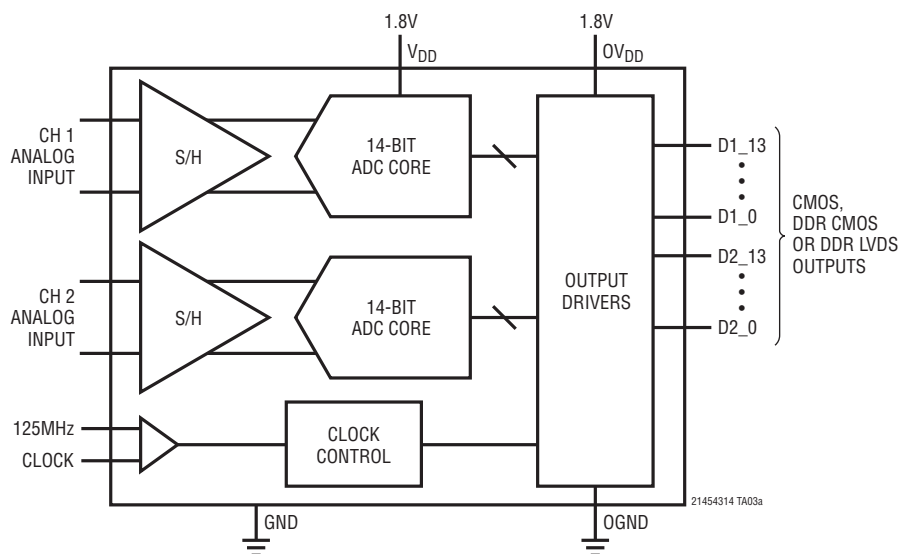 1.8V
1.8V
VDD
OVDD
CH 1
ANALOG
INPUT
S/H
14-BIT
ADC CORE
D1_13
D1_0
D2_13
D2_0
CMOS,
DDR CMOS
OR DDR LVDS
OUTPUTS
CH 2
ANALOG
INPUT
S/H
14-BIT
ADC CORE
OUTPUT
DRIVERS
125MHz
CLOCK
CLOCK
CONTROL
GND
OGND
21454314 TA03a